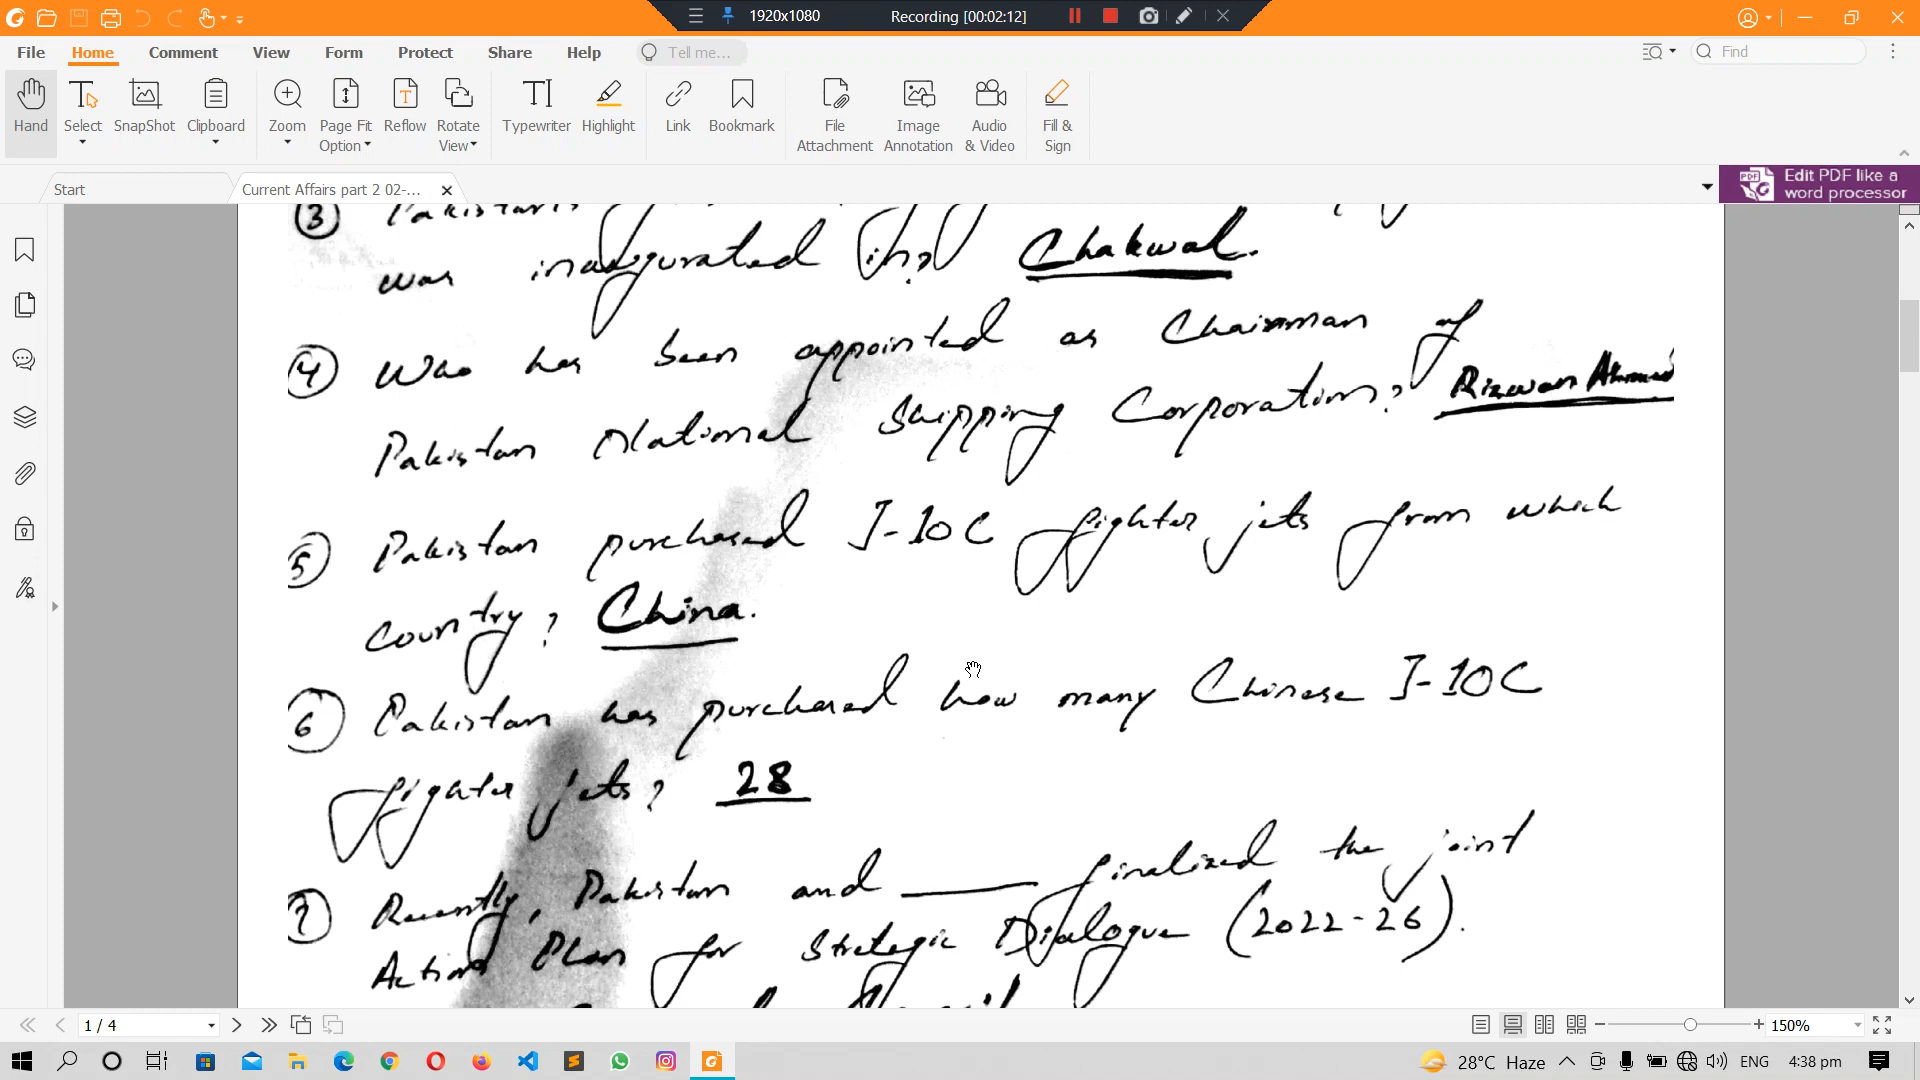 1920x1080 Recording [00:02:12]
File Home Comment View Form Protect Share Help Tell me... Find
Hand Select SnapShot Clipboard Zoom Page Fit Option Reflow Rotate View Typewriter Highlight Link Bookmark File Attachment Image Annotation Audio & Video Fill & Sign
Start Current Affairs part 2 02-... Edit PDF like a word processor
3 Pakistan's
was inaugurated in? Chakwal.
4 Who has been appointed as Chairman of
Pakistan National Shipping Corporation? Rizwan Ahmed
5 Pakistan purchased J-10C fighter jets from which
country? China.
6 Pakistan has purchased how many Chinese J-10C
fighter jets? 28
7 Recently, Pakistan and ______ finalized the joint
Action Plan for Strategic Dialogue (2022-26).
1 / 4 150%
28°C Haze ENG 4:38 pm